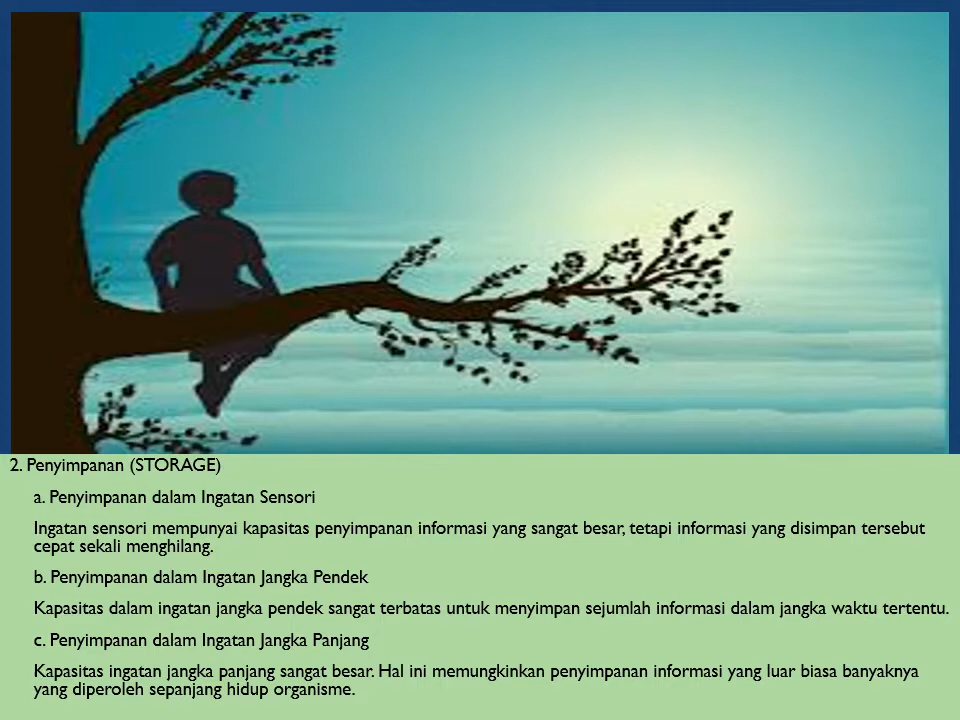 2. Penyimpanan (STORAGE)
a. Penyimpanan dalam Ingatan Sensori
Ingatan sensori mempunyai kapasitas penyimpanan informasi yang sangat besar, tetapi informasi yang disimpan tersebut
cepat sekali menghilang.
b. Penyimpanan dalam Ingatan Jangka Pendek
Kapasitas dalam ingatan jangka pendek sangat terbatas untuk menyimpan sejumlah informasi dalam jangka waktu tertentu.
c. Penyimpanan dalam Ingatan Jangka Panjang
Kapasitas ingatan jangka panjang sangat besar. Hal ini memungkinkan penyimpanan informasi yang luar biasa banyaknya
yang diperoleh sepanjang hidup organisme.